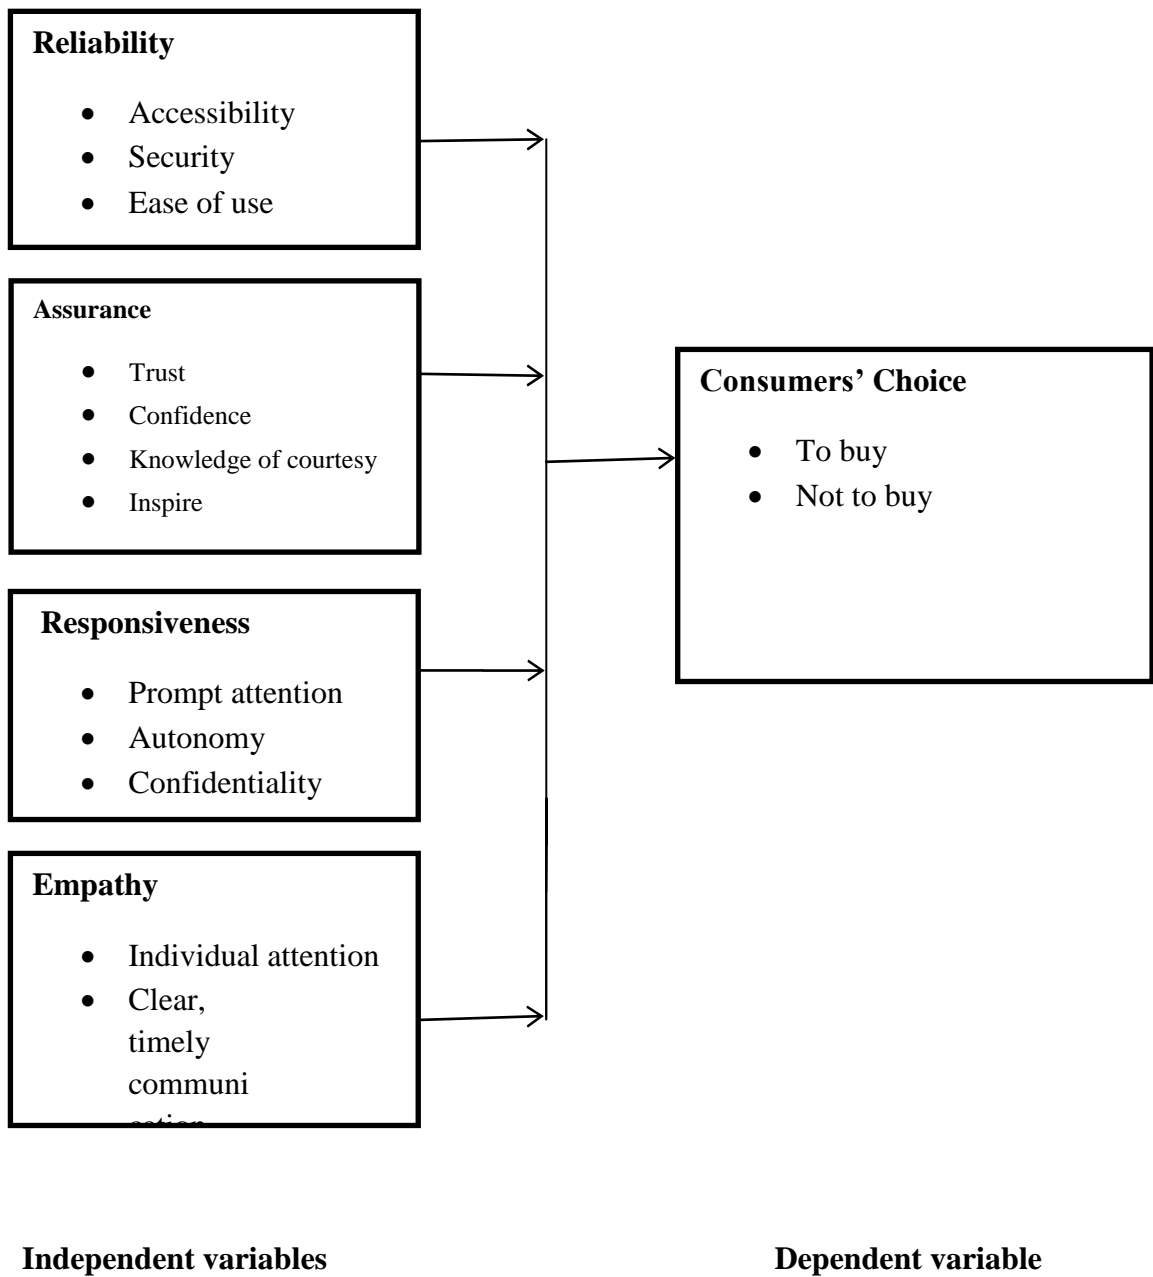 Reliability
• Accessibility
• Security
• Ease of use
Assurance
• Trust
• Confidence
• Knowledge of courtesy
• Inspire
Consumers’ Choice
• To buy
• Not to buy
Responsiveness
• Prompt attention
• Autonomy
• Confidentiality
Empathy
• Individual attention
• Clear,
timely
communi
cation
Independent variables
Dependent variable